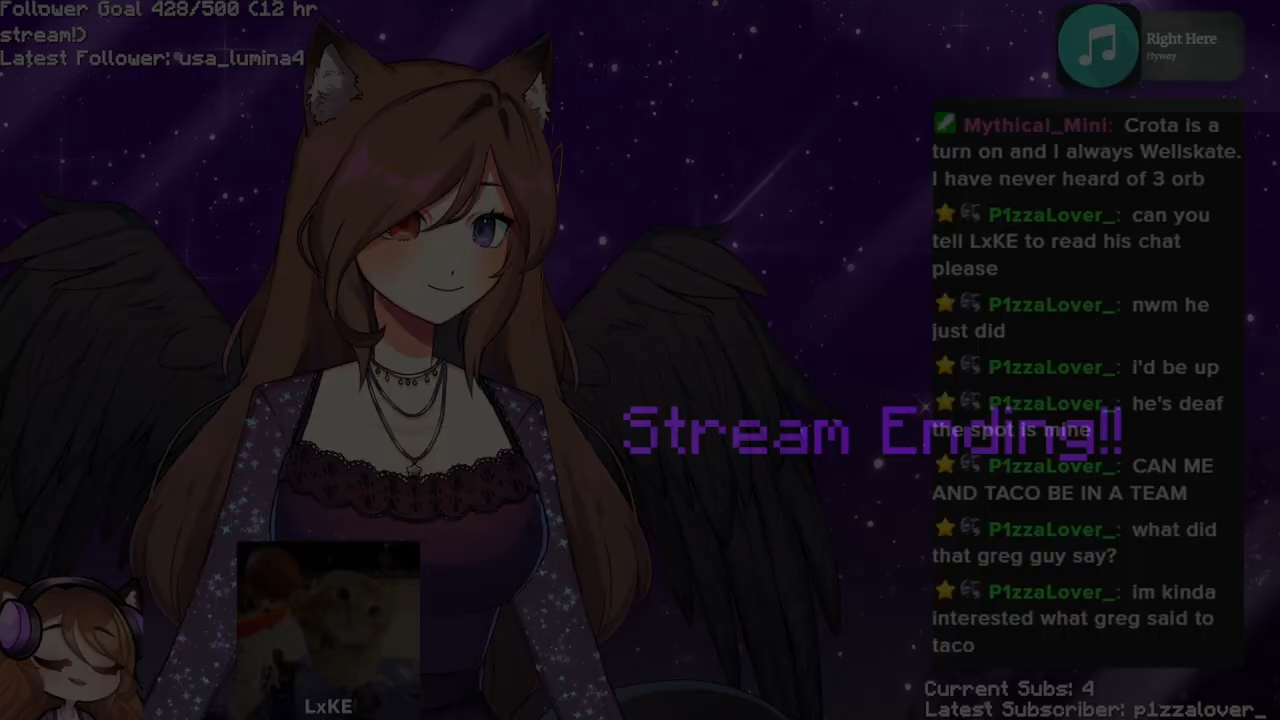 Follower Goal 428/500 (12 hr
stream!)
Latest Follower: usa_lumina4
Right Here
Elyway
Mythical_Mini: Crota is a
turn on and I always Wellskate.
I have never heard of 3 orb
P1zzaLover_: can you
tell LxKE to read his chat
please
P1zzaLover_: nwm he
just did
P1zzaLover_: i'd be up
P1zzaLover_: he's deaf
the spot is mine
Stream Ending!!
P1zzaLover_: CAN ME
AND TACO BE IN A TEAM
P1zzaLover_: what did
that greg guy say?
P1zzaLover_: im kinda
interested what greg said to
taco
LxKE
Current Subs: 4
Latest Subscriber: p1zzalover_